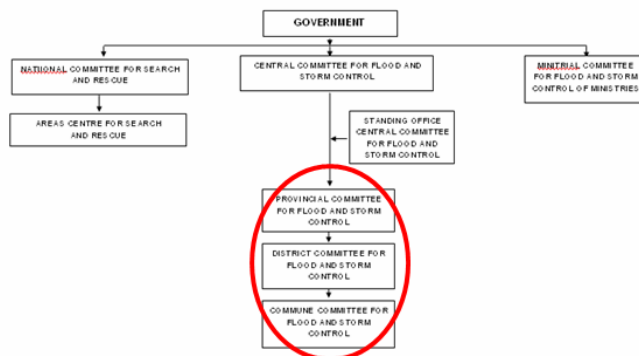 GOVERNMENT
NATIIONAL COMMITTEE FOR SEARCH
AND RESCUE
CENTRAL COMMITTEE FOR FLOOD AND
STORM CONTROL
MINITRIAL COMMITTEE
FOR FLOOD AND STORM
CONTROL OF MINISTRIES
AREAS CENTRE FOR SEARCH
AND RESCUE
STANDING OFFICE
CENTRAL COMMITTEE
FOR FLOOD AND
STORM CONTROL
PROVINCIAL COMMITTEE
FOR FLOOD AND STORM
CONTROL
DISTRICT COMMITTEE FOR
FLOOD AND STORM
CONTROL
COMMUNE COMMITTEE FOR
FLOOD AND STORM
CONTROL